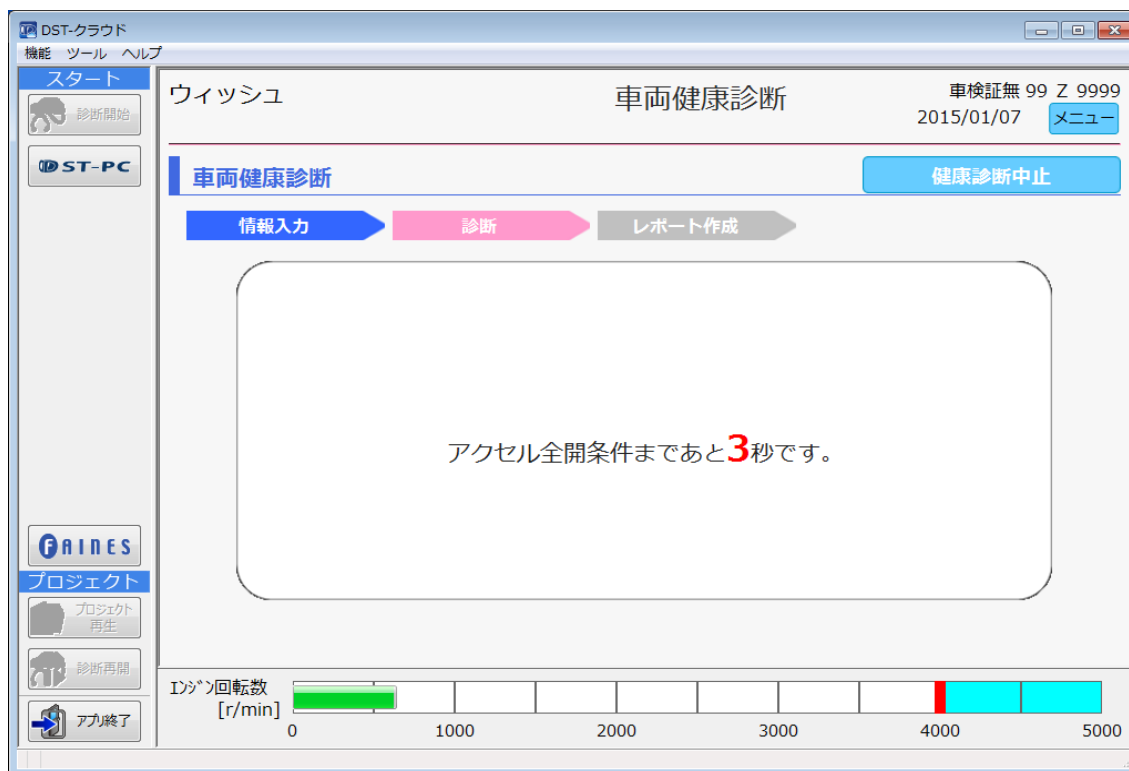 DST-クラウド
機能 ツール ヘルプ
スタート
診断開始
DST-PC
FAINES
プロジェクト
プロジェクト
再生
診断再開
アプリ終了
ウィッシュ
車両健康診断
車検証無 99 Z 9999
2015/01/07
メニュー
車両健康診断
健康診断中止
情報入力
診断
レポート作成
アクセル全開条件まであと3秒です。
エンジン回転数
[r/min]
0 1000 2000 3000 4000 5000